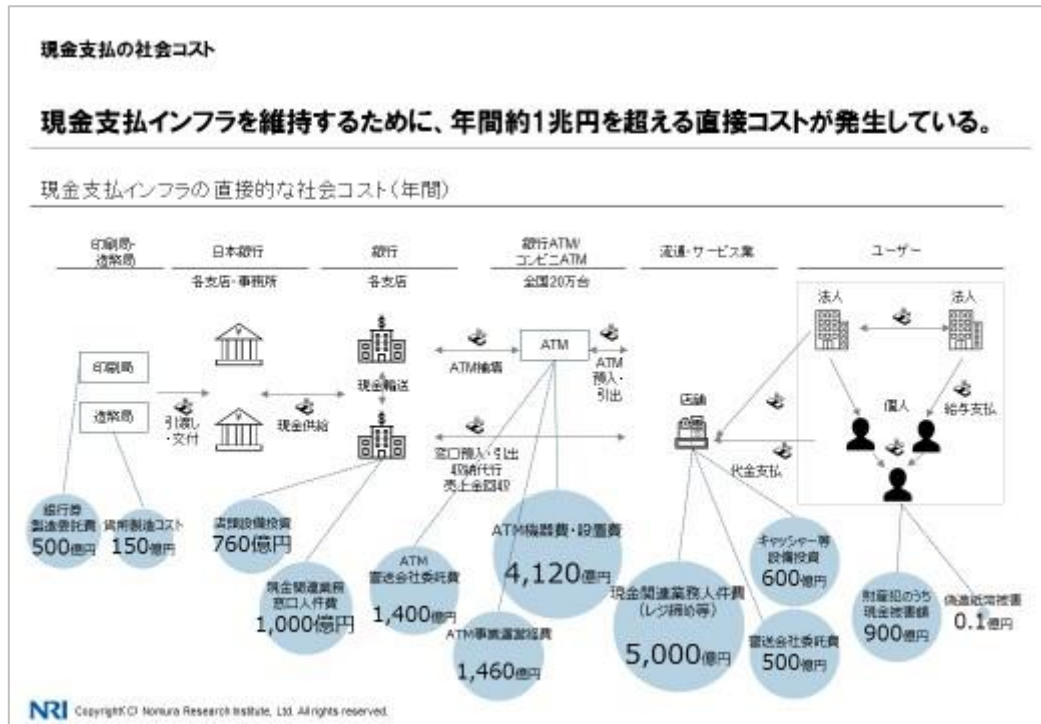 現金支払の社会コスト
現金支払インフラを維持するために、年間約1兆円を超える直接コストが発生している。
現金支払インフラの直接的な社会コスト(年間)
印刷局・
造幣局
日本銀行
銀行
銀行ATM/
コンビニATM
流通・サービス業
ユーザー
各支店・事務所
各支店
全国20万台
法人
法人
印刷局
造幣局
引渡し
・交付
現金供給
現金輸送
ATM補填
ATM
ATM
預入・
引出
窓口預入・引出
収納代行
売上金回収
店舗
代金支払
個人
給与支払
銀行券
製造委託費
500億円
貨幣製造コスト
150億円
店頭設備投資
760億円
現金関連業務
窓口人件費
1,000億円
ATM
警送会社委託費
1,400億円
ATM機器費・設置費
4,120億円
ATM事業運営経費
1,460億円
現金関連業務人件費
(レジ締め等)
5,000億円
キャッシャー等
設備投資
600億円
警送会社委託費
500億円
財産犯のうち
現金被害額
900億円
偽造紙幣被害
0.1億円
NRI Copyright(C) Nomura Research Institute, Ltd. All rights reserved.